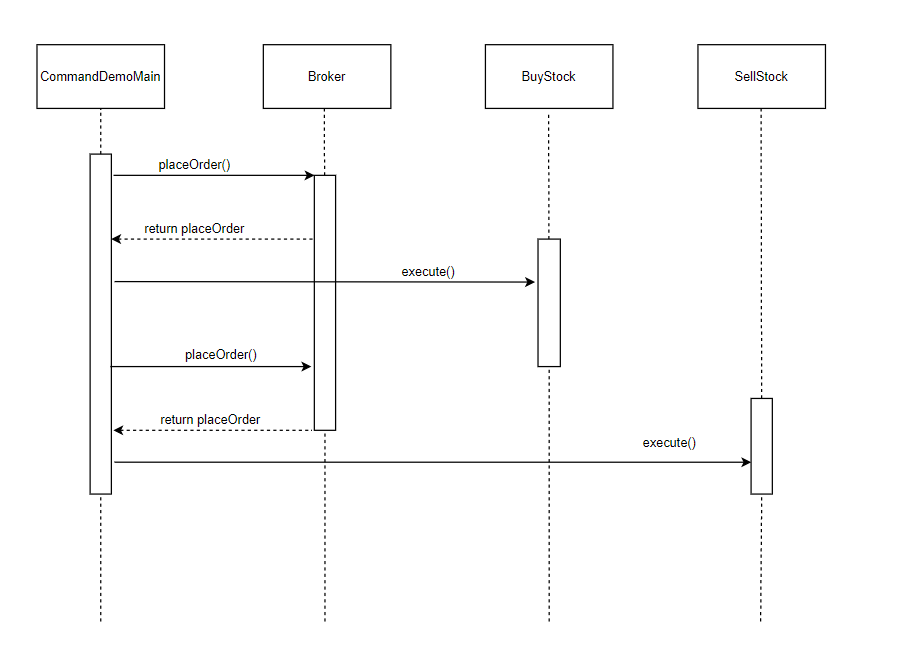 CommandDemoMain
Broker
BuyStock
SellStock
placeOrder()
return placeOrder
execute()
placeOrder()
return placeOrder
execute()